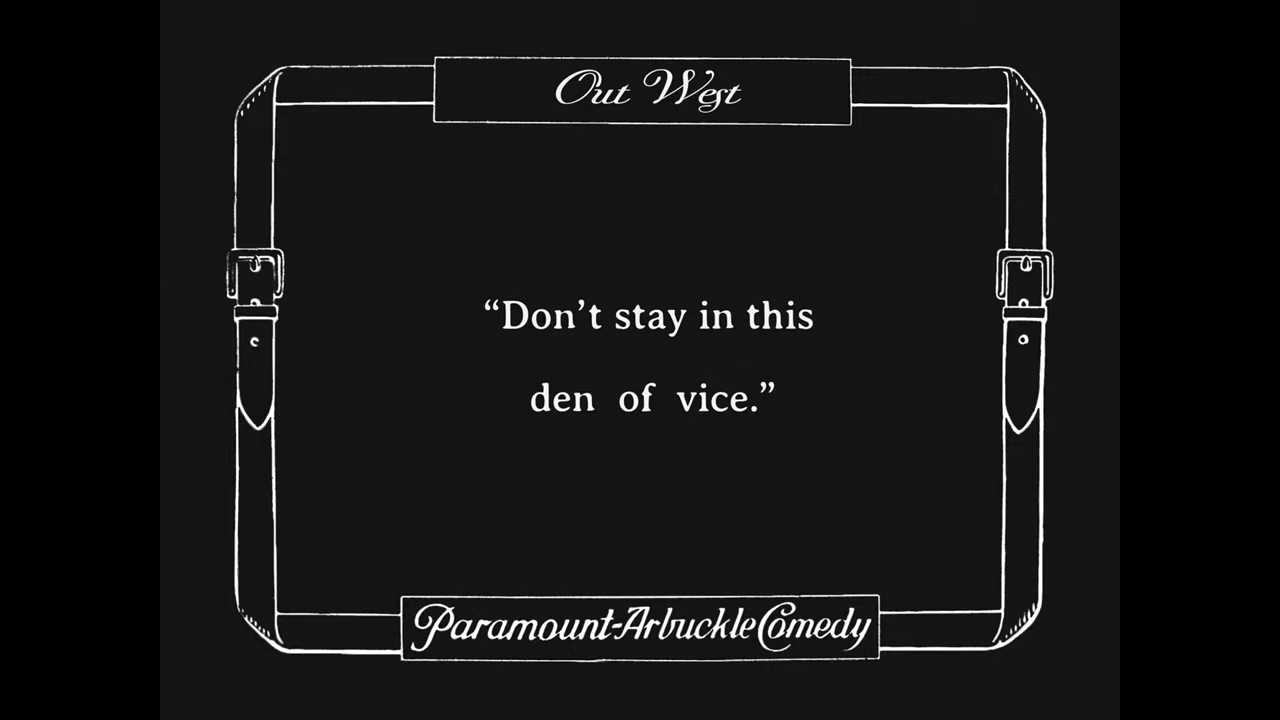 Out West
“Don’t stay in this
den of vice.”
Paramount-Arbuckle Comedy